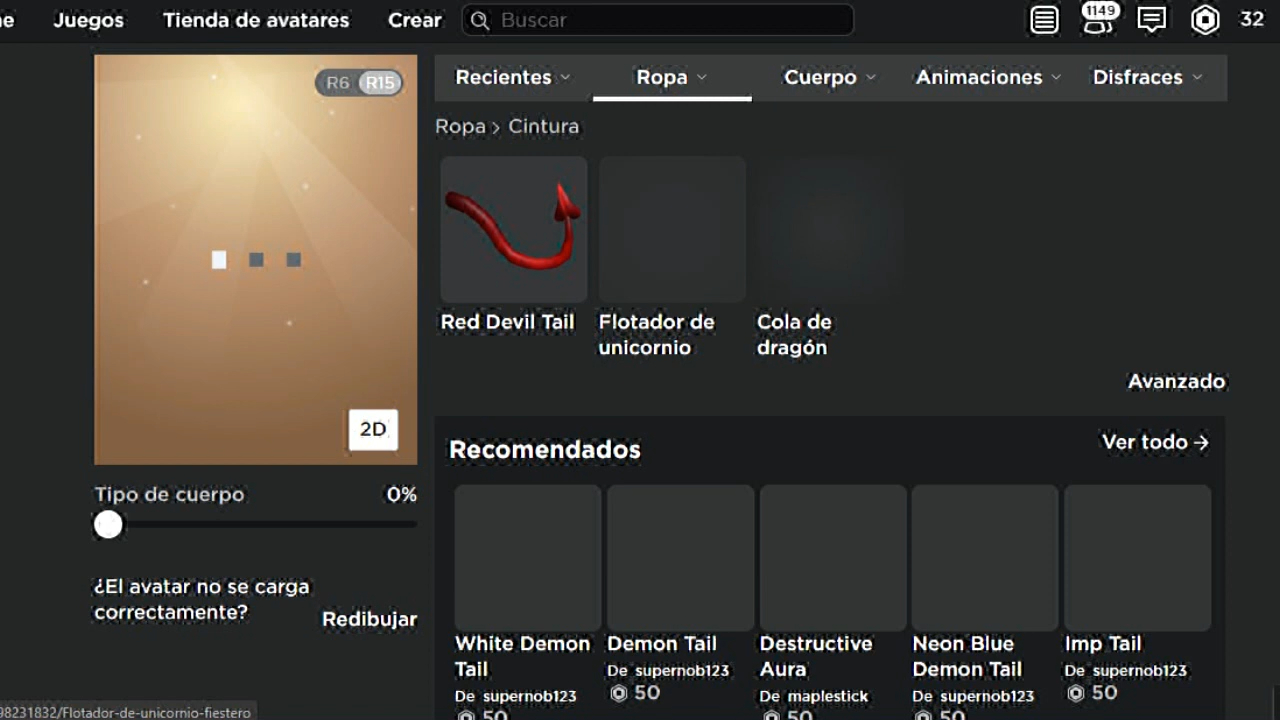 Juegos
Tienda de avatares
Crear
Buscar
1149
32
R6 R15
2D
Tipo de cuerpo 0%
¿El avatar no se carga
correctamente?
Redibujar
Recientes
Ropa
Cuerpo
Animaciones
Disfraces
Ropa > Cintura
Red Devil Tail
Flotador de
unicornio
Cola de
dragón
Avanzado
Recomendados
Ver todo →
White Demon
Tail
De supernob123
50
Demon Tail
De supernob123
50
Destructive
Aura
De maplestick
50
Neon Blue
Demon Tail
De supernob123
50
Imp Tail
De supernob123
50
98231832/Flotador-de-unicornio-fiestero